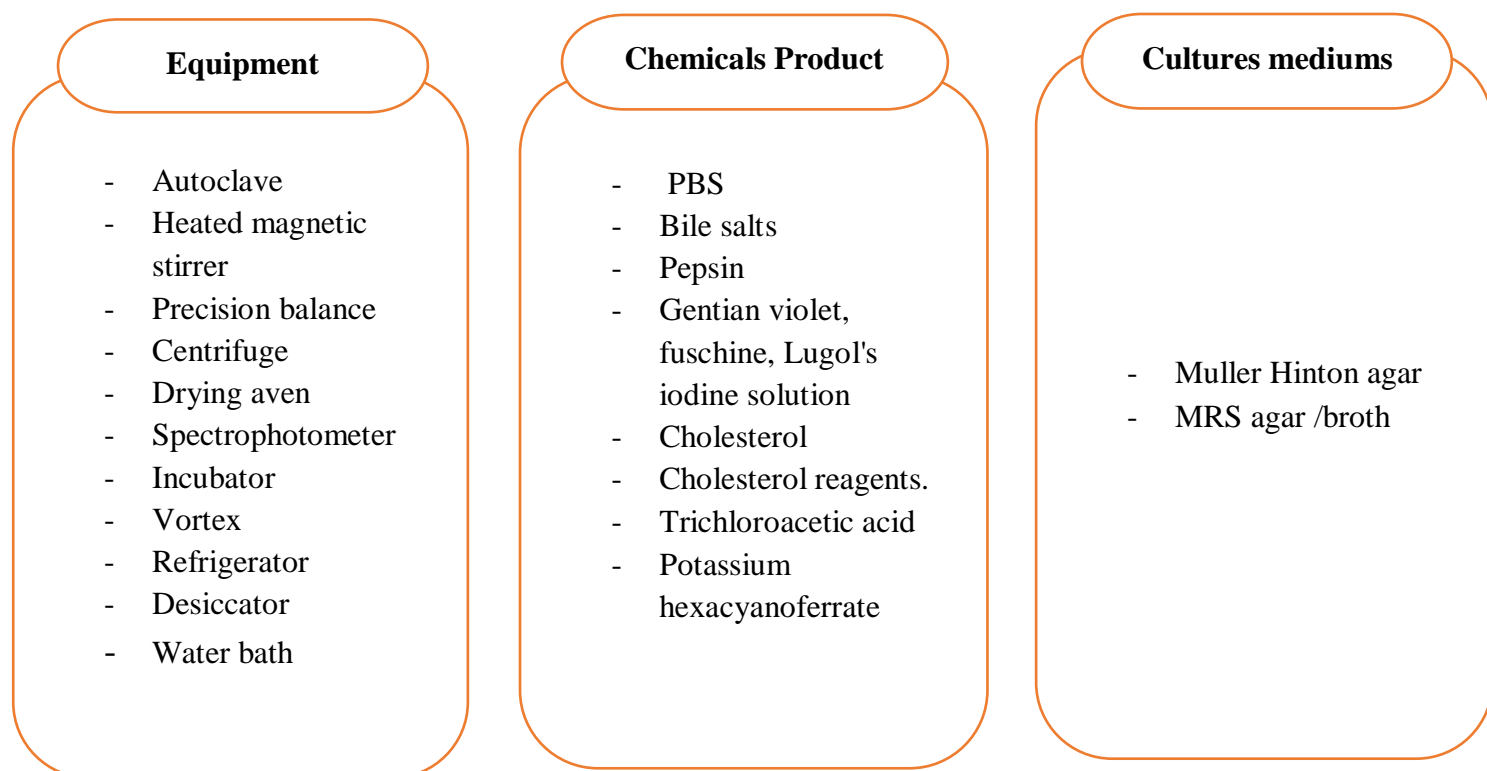 Equipment
- Autoclave
- Heated magnetic
stirrer
- Precision balance
- Centrifuge
- Drying aven
- Spectrophotometer
- Incubator
- Vortex
- Refrigerator
- Desiccator
- Water bath
Chemicals Product
- PBS
- Bile salts
- Pepsin
- Gentian violet,
fuschine, Lugol's
iodine solution
- Cholesterol
- Cholesterol reagents.
- Trichloroacetic acid
- Potassium
hexacyanoferrate
Cultures mediums
- Muller Hinton agar
- MRS agar /broth